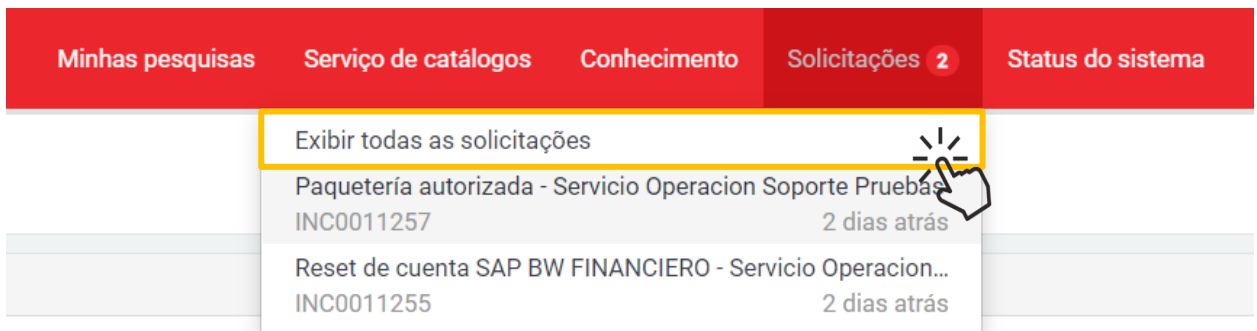 Minhas pesquisas Serviço de catálogos Conhecimento Solicitações 2 Status do sistema
Exibir todas as solicitações
Paquetería autorizada - Servicio Operacion Soporte Pruebas
INC0011257 2 dias atrás
Reset de cuenta SAP BW FINANCIERO - Servicio Operacion...
INC0011255 2 dias atrás